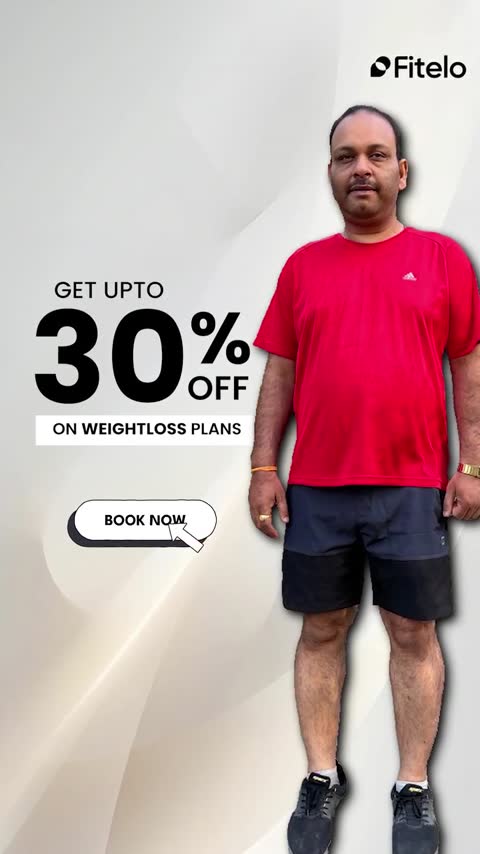 Fitelo
GET UPTO
30%
OFF
ON WEIGHTLOSS PLANS
BOOK NOW